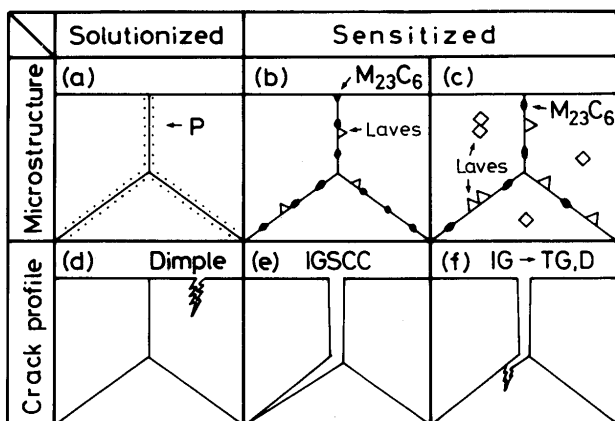 Solutionized
Sensitized
Microstructure
(a)
P
(b)
M₂₃C₆
Laves
(c)
M₂₃C₆
Laves
Crack profile
(d) Dimple
(e) IGSCC
(f) IG → TG,D